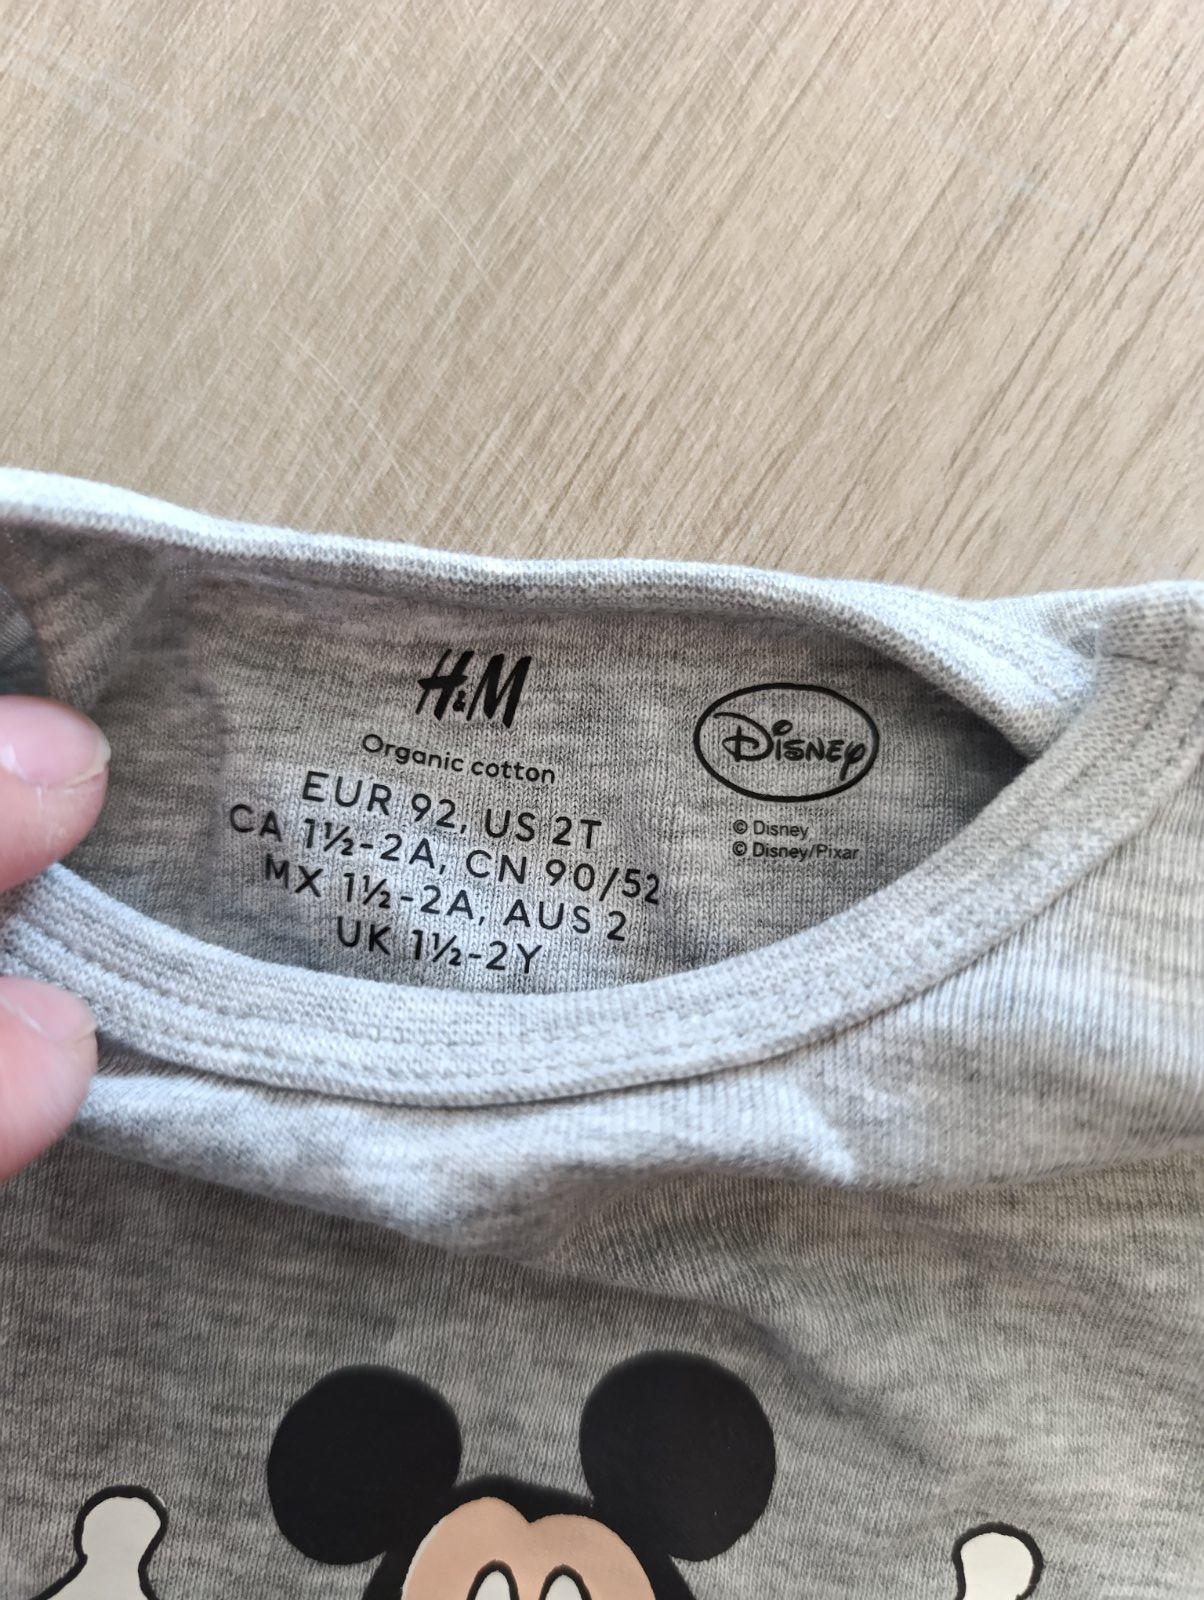 H&M
Organic cotton
EUR 92, US 2T
CA 1½-2A, CN 90/52
MX 1½-2A, AUS 2
UK 1½-2Y
Disney
© Disney
© Disney/Pixar